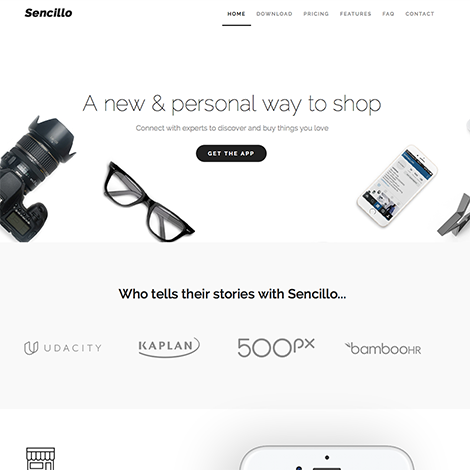 Sencillo
HOME DOWNLOAD PRICING FEATURES FAQ CONTACT
A new & personal way to shop
Connect with experts to discover and buy things you love
GET THE APP
Who tells their stories with Sencillo...
UDACITY KAPLAN 500px bambooHR